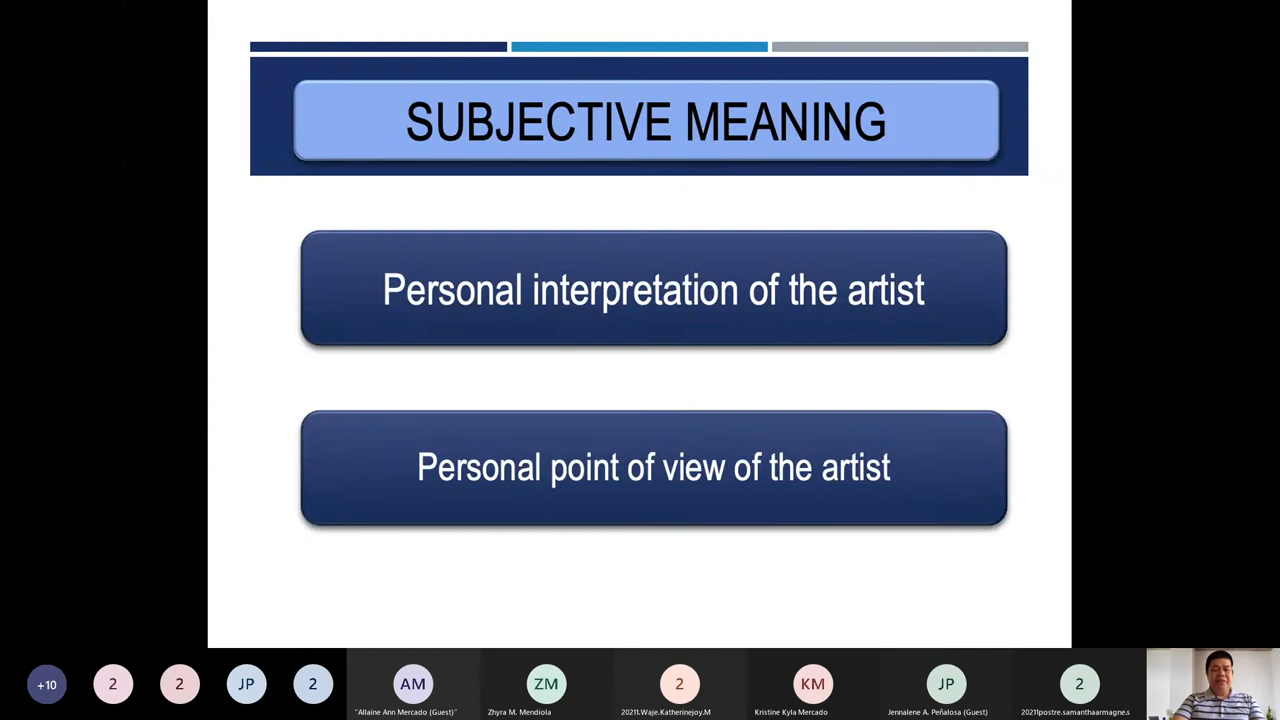 SUBJECTIVE MEANING
Personal interpretation of the artist
Personal point of view of the artist
+10
2
2
JP
2
AM
ZM
2
KM
JP
2
"Allaine Ann Mercado (Guest)"
Zhyra M. Mendiola
20211.Waje.Katherinejoy.M
Kristine Kyla Mercado
Jennalene A. Peñalosa (Guest)
20211postre.samanthaarmagne.s